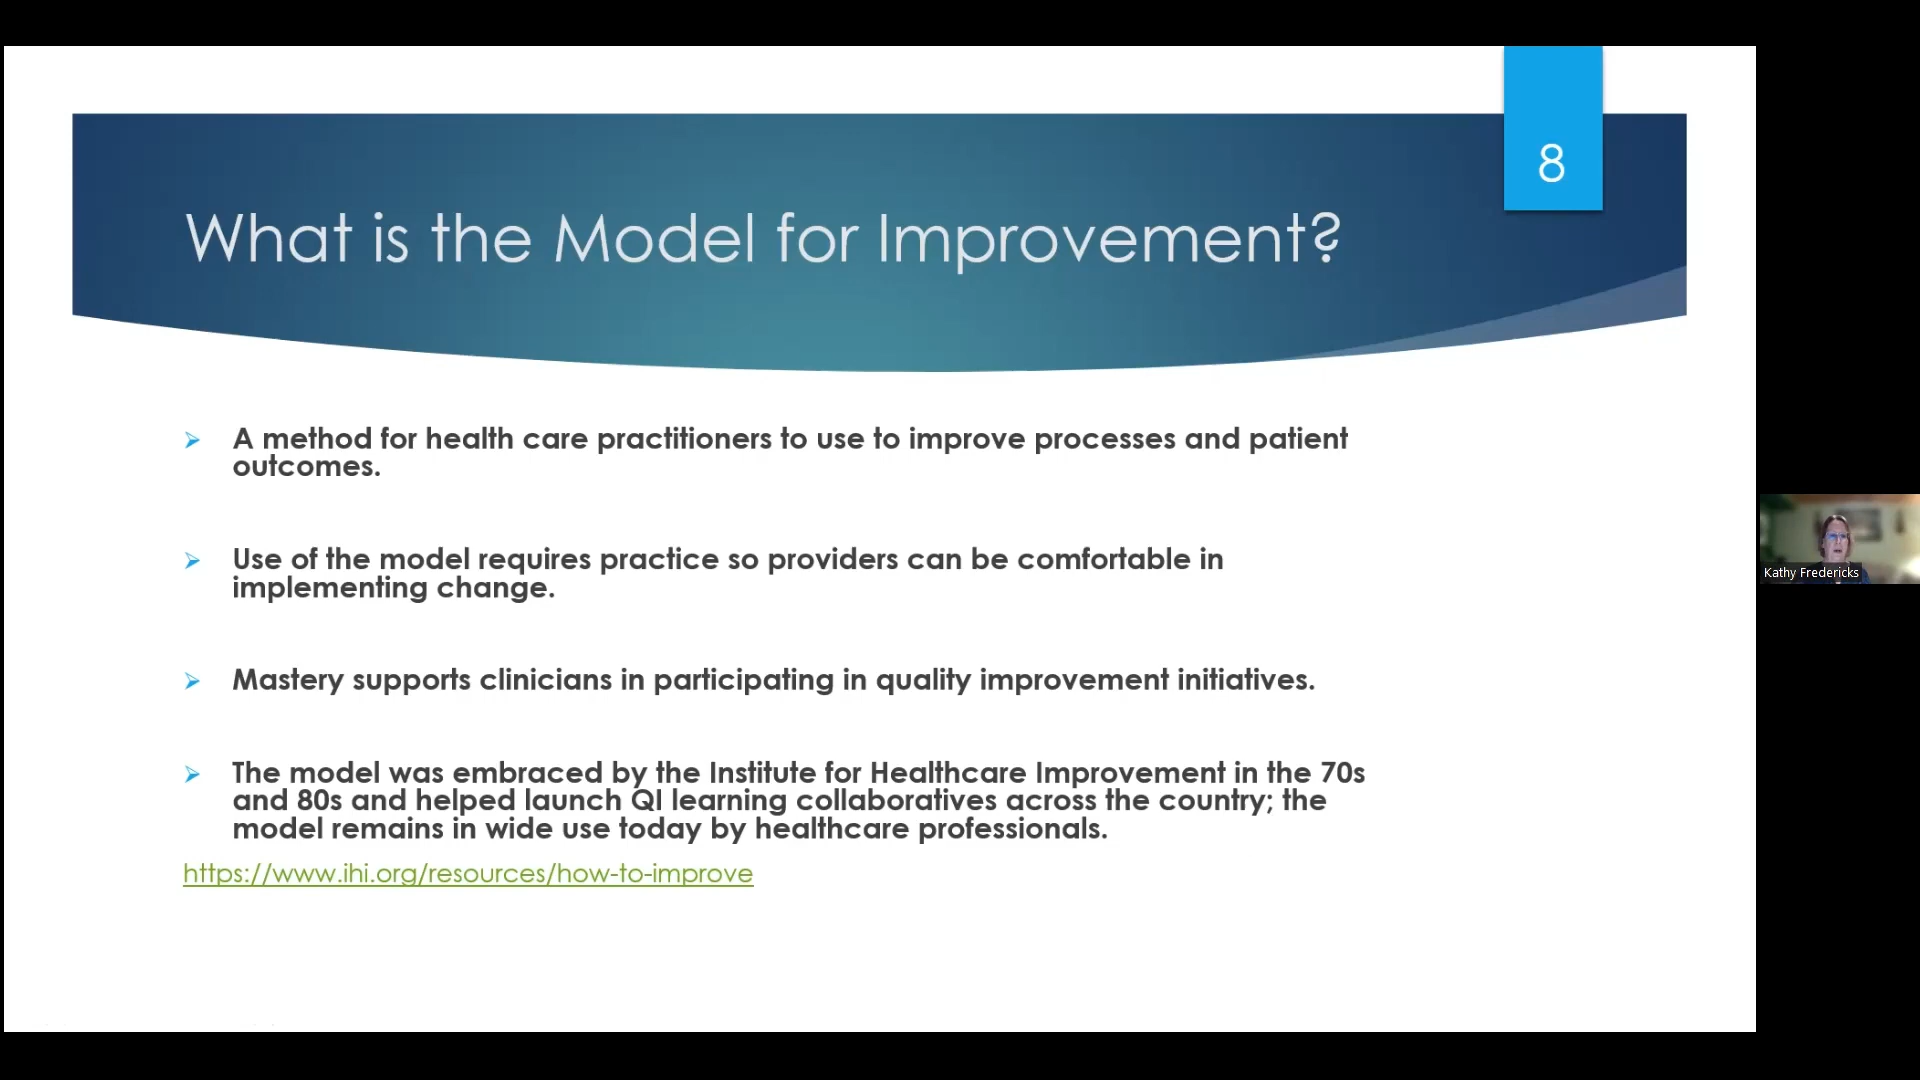 8
What is the Model for Improvement?
A method for health care practitioners to use to improve processes and patient
outcomes.
Use of the model requires practice so providers can be comfortable in
implementing change.
Mastery supports clinicians in participating in quality improvement initiatives.
The model was embraced by the Institute for Healthcare Improvement in the 70s
and 80s and helped launch QI learning collaboratives across the country; the
model remains in wide use today by healthcare professionals.
https://www.ihi.org/resources/how-to-improve
Kathy Fredericks